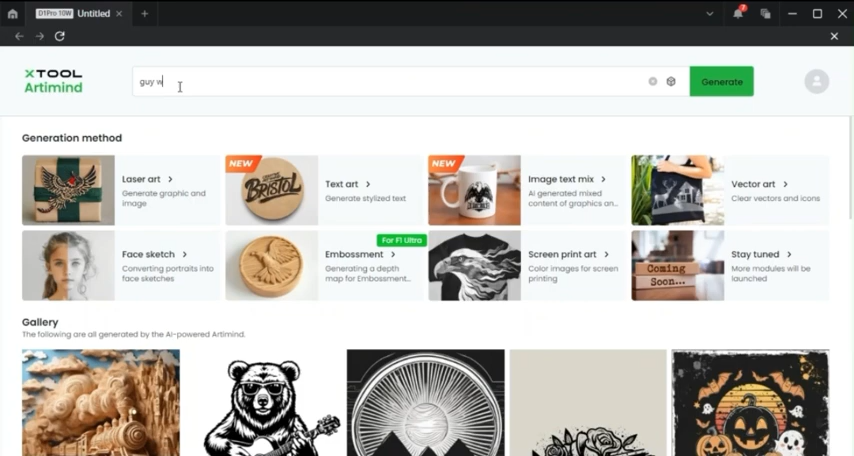 D1Pro 10W Untitled
7
XTOOL
Artimind
guy w
Generate
Generation method
Laser art
Generate graphic and
image
NEW
BRISTOL
Text art
Generate stylized text
NEW
Image text mix
AI generated mixed
content of graphics an...
Vector art
Clear vectors and icons
Face sketch
Converting portraits into
face sketches
For F1 Ultra
Embossment
Generating a depth
map for Embossment...
Screen print art
Color images for screen
printing
Coming
Soon...
Stay tuned
More modules will be
launched
Gallery
The following are all generated by the AI-powered Artimind.